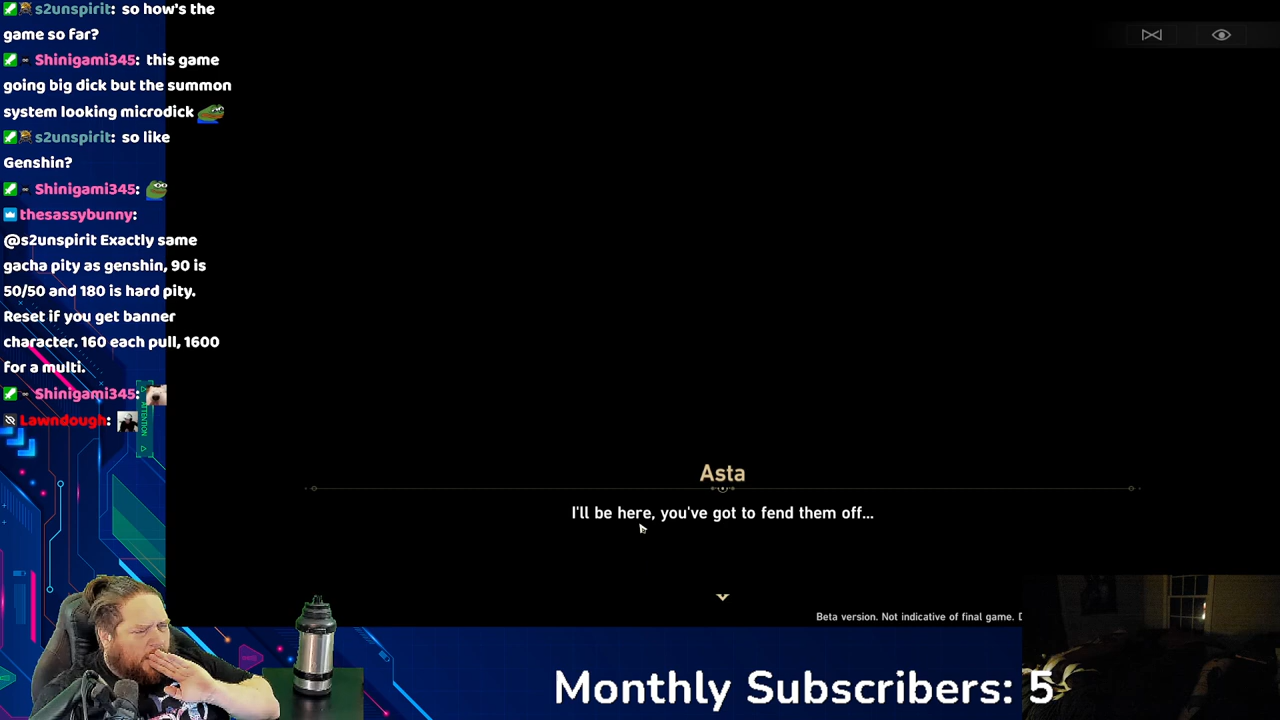 s2unspirit: so how's the
game so far?
Shinigami345: this game
going big dick but the summon
system looking microdick
s2unspirit: so like
Genshin?
Shinigami345:
thesassybunny:
@s2unspirit Exactly same
gacha pity as genshin, 90 is
50/50 and 180 is hard pity.
Reset if you get banner
character. 160 each pull, 1600
for a multi.
Shinigami345:
Lawndough:
ATTENTION
Asta
I'll be here, you've got to fend them off...
Beta version. Not indicative of final game. D
Monthly Subscribers: 5